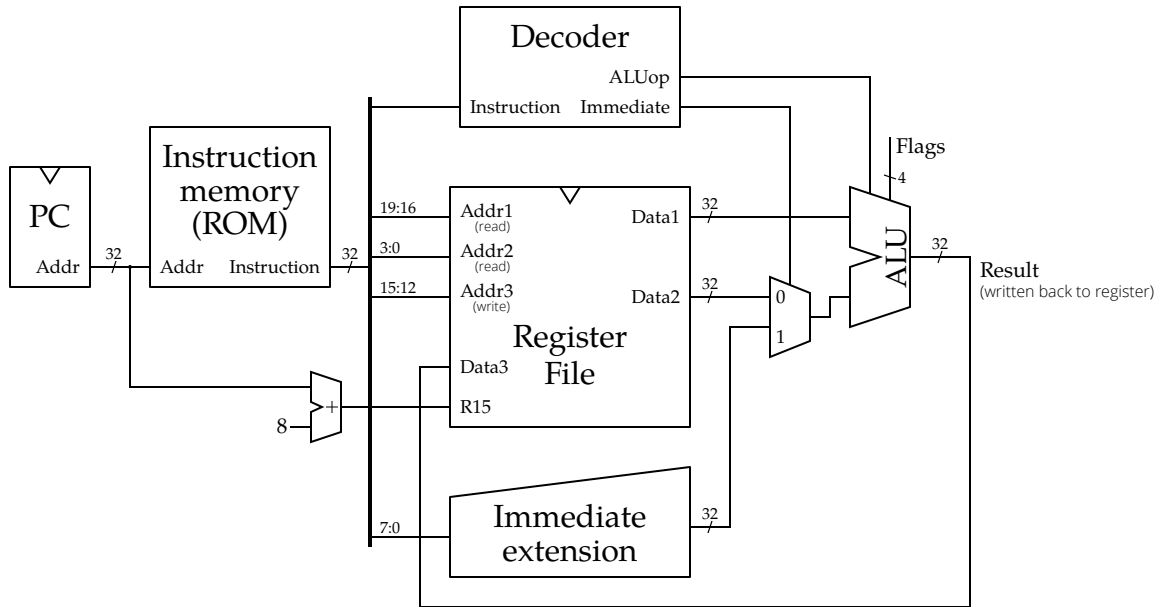 Decoder
ALUop
Instruction Immediate
Flags
4
Instruction
memory
(ROM)
PC
Addr
32
Addr Instruction
32
19:16
Addr1
(read)
Data1
32
3:0
Addr2
(read)
15:12
Addr3
(write)
Data2
32
0
1
ALU
32
Result
(written back to register)
Register
File
Data3
R15
+
8
7:0
Immediate
extension
32